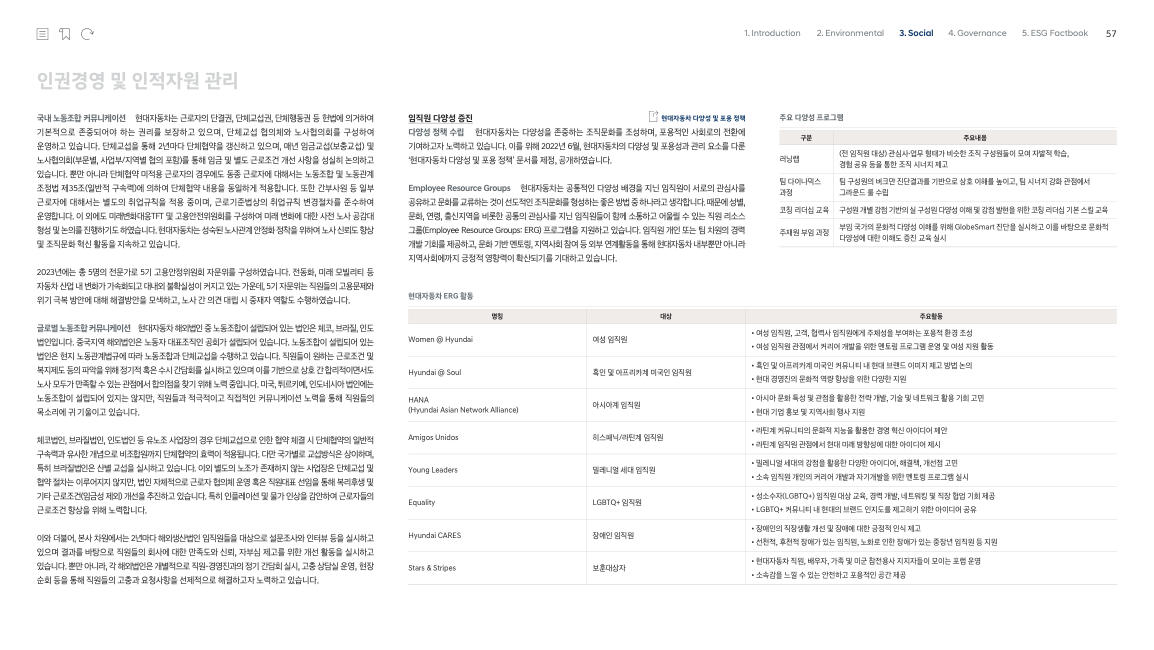 1. Introduction 2. Environmental 3. Social 4. Governance 5. ESG Factbook 57
인권경영 및 인적자원 관리
국내 노동조합 커뮤니케이션 현대자동차는 근로자의 단결권, 단체교섭권, 단체행동권 등 헌법에 의거하여
기본적으로 존중되어야 하는 권리를 보장하고 있으며, 단체교섭 협의체와 노사협의회를 구성하여
운영하고 있습니다. 단체교섭을 통해 2년마다 단체협약을 갱신하고 있으며, 매년 임금교섭(보충교섭) 및
노사협의회(부문별, 사업부/지역별 협의 포함)를 통해 임금 및 별도 근로조건 개선 사항을 성실히 논의하고
있습니다. 뿐만 아니라 단체협약 미적용 근로자의 경우에도 동종 근로자에 대해서는 노동조합 및 노동관계
조정법 제35조(일반적 구속력)에 의하여 단체협약 내용을 동일하게 적용합니다. 또한 간부사원 등 일부
근로자에 대해서는 별도의 취업규칙을 적용 중이며, 근로기준법상의 취업규칙 변경절차를 준수하여
운영합니다. 이 외에도 미래변화대응TFT 및 고용안전위원회를 구성하여 미래 변화에 대한 사전 노사 공감대
형성 및 논의를 진행하기도 하였습니다. 현대자동차는 성숙된 노사관계 안정화 정착을 위하여 노사 신뢰도 향상
및 조직문화 혁신 활동을 지속하고 있습니다.
2023년에는 총 5명의 전문가로 5기 고용안정위원회 자문위를 구성하였습니다. 전동화, 미래 모빌리티 등
자동차 산업 내 변화가 가속화되고 대내외 불확실성이 커지고 있는 가운데, 5기 자문위는 직원들의 고용문제와
위기 극복 방안에 대해 해결방안을 모색하고, 노사 간 의견 대립 시 중재자 역할도 수행하였습니다.
글로벌 노동조합 커뮤니케이션 현대자동차 해외법인 중 노동조합이 설립되어 있는 법인은 체코, 브라질, 인도
법인입니다. 중국지역 해외법인은 노동자 대표조직인 공회가 설립되어 있습니다. 노동조합이 설립되어 있는
법인은 현지 노동관계법규에 따라 노동조합과 단체교섭을 수행하고 있습니다. 직원들이 원하는 근로조건 및
복지제도 등의 파악을 위해 정기적 혹은 수시 간담회를 실시하고 있으며 이를 기반으로 상호 간 합리적이면서도
노사 모두가 만족할 수 있는 관점에서 합의점을 찾기 위해 노력 중입니다. 미국, 튀르키예, 인도네시아 법인에는
노동조합이 설립되어 있지는 않지만, 직원들과 적극적이고 직접적인 커뮤니케이션 노력을 통해 직원들의
목소리에 귀 기울이고 있습니다.
체코법인, 브라질법인, 인도법인 등 유노조 사업장의 경우 단체교섭으로 인한 협약 체결 시 단체협약의 일반적
구속력과 유사한 개념으로 비조합원까지 단체협약의 효력이 적용됩니다. 다만 국가별로 교섭방식은 상이하며,
특히 브라질법인은 산별 교섭을 실시하고 있습니다. 이외 별도의 노조가 존재하지 않는 사업장은 단체교섭 및
협약 절차는 이루어지지 않지만, 법인 자체적으로 근로자 협의체 운영 혹은 직원대표 선임을 통해 복리후생 및
기타 근로조건(임금성 제외) 개선을 추진하고 있습니다. 특히 인플레이션 및 물가 인상을 감안하여 근로자들의
근로조건 향상을 위해 노력합니다.
이와 더불어, 본사 차원에서는 2년마다 해외생산법인 임직원들을 대상으로 설문조사와 인터뷰 등을 실시하고
있으며 결과를 바탕으로 직원들의 회사에 대한 만족도와 신뢰, 자부심 제고를 위한 개선 활동을 실시하고
있습니다. 뿐만 아니라, 각 해외법인은 개별적으로 직원-경영진과의 정기 간담회 실시, 고충 상담실 운영, 현장
순회 등을 통해 직원들의 고충과 요청사항을 선제적으로 해결하고자 노력하고 있습니다.
임직원 다양성 증진 현대자동차 다양성 및 포용 정책
다양성 정책 수립 현대자동차는 다양성을 존중하는 조직문화를 조성하며, 포용적인 사회로의 전환에
기여하고자 노력하고 있습니다. 이를 위해 2022년 6월, 현대자동차의 다양성과 관리 요소를 다룬
'현대자동차 다양성 및 포용 정책' 문서를 제정, 공개하였습니다.
Employee Resource Groups 현대자동차는 공통적인 다양성 배경을 지닌 임직원이 서로의 관심사를
공유하고 문화를 교류하는 것이 선도적인 조직문화를 형성하는 좋은 방법 중 하나라고 생각합니다. 때문에 성별,
문화, 연령, 출신지역을 비롯한 공통의 관심사를 지닌 임직원들이 함께 소통하고 어울릴 수 있는 직원 리소스
그룹(Employee Resource Groups: ERG) 프로그램을 지원하고 있습니다. 임직원 개인 또는 팀 차원의 경력
개발 기회를 제공하고, 문화 기반 멘토링, 지역사회 참여 등 외부 연계활동을 통해 현대자동차 내부뿐만 아니라
지역사회에까지 긍정적 영향력이 확산되기를 기대하고 있습니다.
주요 다양성 프로그램
구분 주요내용
러닝랩 (전 임직원 대상) 관심사·업무 형태가 비슷한 조직 구성원들이 모여 자발적 학습,
경험 공유 등을 통한 조직 시너지 제고
팀 다이나믹스 과정 팀 구성원의 버크만 진단결과를 기반으로 상호 이해를 높이고, 팀 시너지 강화 관점에서
그라운드 룰 수립
코칭 리더십 교육 구성원 개별 강점 기반의 실 구성원 다양성 이해 및 강점 발현을 위한 코칭 리더십 기본 스킬 교육
주재원 부임 과정 부임 국가의 문화적 다양성 이해를 위해 GlobeSmart 진단을 실시하고 이를 바탕으로 문화적
다양성에 대한 이해도 증진 교육 실시
현대자동차 ERG 활동
명칭 대상 주요활동
Women @ Hyundai 여성 임직원 • 여성 임직원, 고객, 협력사 임직원에게 주체성을 부여하는 포용적 환경 조성
• 여성 임직원 관점에서 커리어 개발을 위한 멘토링 프로그램 운영 및 여성 지원 활동
Hyundai @ Soul 흑인 및 아프리카계 미국인 임직원 • 흑인 및 아프리카계 미국인 커뮤니티 내 현대 브랜드 이미지 제고 방법 논의
• 현대 경영진의 문화적 역량 향상을 위한 다양한 지원
HANA
(Hyundai Asian Network Alliance) 아시아계 임직원 • 아시아 문화 특성 및 관점을 활용한 전략 개발, 기술 및 네트워크 활용 기회 고민
• 현대 기업 홍보 및 지역사회 행사 지원
Amigos Unidos 히스패닉/라틴계 임직원 • 라틴계 커뮤니티의 문화적 지능을 활용한 경영 혁신 아이디어 제안
• 라틴계 임직원 관점에서 현대 미래 방향성에 대한 아이디어 제시
Young Leaders 밀레니얼 세대 임직원 • 밀레니얼 세대의 강점을 활용한 다양한 아이디어, 해결책, 개선점 고민
• 소속 임직원 개인의 커리어 개발과 자기개발을 위한 멘토링 프로그램 실시
Equality LGBTQ+ 임직원 • 성소수자(LGBTQ+) 임직원 대상 교육, 경력 개발, 네트워킹 및 직장 협업 기회 제공
• LGBTQ+ 커뮤니티 내 현대의 브랜드 인지도를 제고하기 위한 아이디어 공유
Hyundai CARES 장애인 임직원 • 장애인의 직장생활 개선 및 장애에 대한 긍정적 인식 제고
• 선천적, 후천적 장애가 있는 임직원, 노화로 인한 장애가 있는 중장년 임직원 등 지원
Stars & Stripes 보훈대상자 • 현대자동차 직원, 배우자, 가족 및 미군 참전용사 지지자들이 모이는 포럼 운영
• 소속감을 느낄 수 있는 안전하고 포용적인 공간 제공